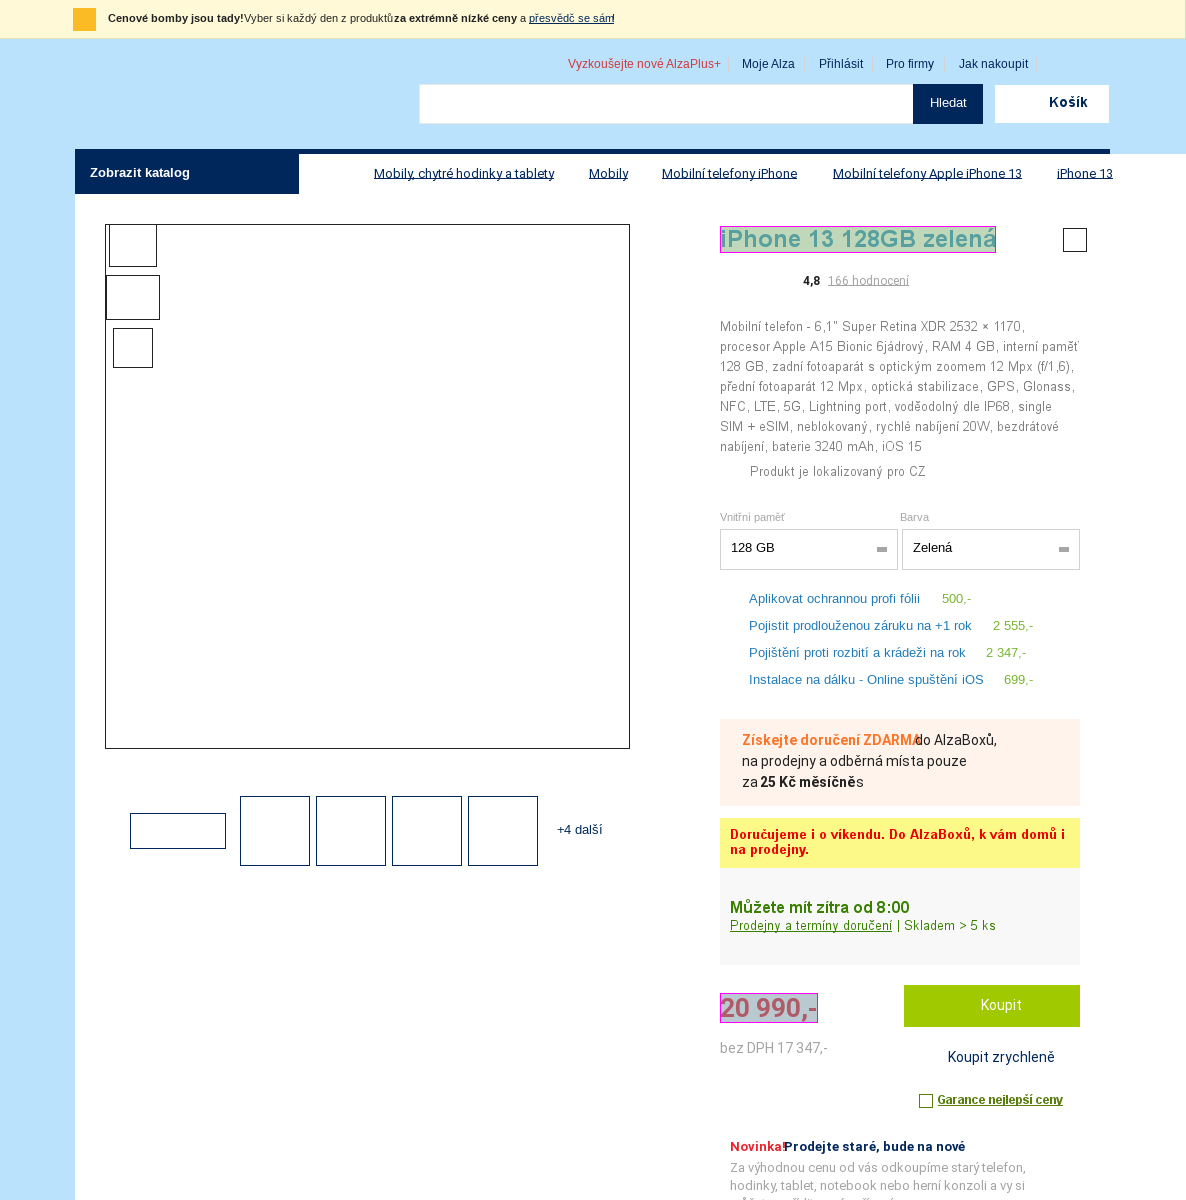 Cenové bomby jsou tady! Vyber si každý den z produktů za extrémně nízké ceny a přesvědč se sám!
Vyzkoušejte nové AlzaPlus+ Moje Alza Přihlásit Pro firmy Jak nakoupit
Hledat Košík
Zobrazit katalog Mobily, chytré hodinky a tablety Mobily Mobilní telefony iPhone Mobilní telefony Apple iPhone 13 iPhone 13
iPhone 13 128GB zelená
4,8 166 hodnocení
Mobilní telefon - 6,1" Super Retina XDR 2532 × 1170,
procesor Apple A15 Bionic 6jádrový, RAM 4 GB, interní paměť
128 GB, zadní fotoaparát s optickým zoomem 12 Mpx (f/1,6),
přední fotoaparát 12 Mpx, optická stabilizace, GPS, Glonass,
NFC, LTE, 5G, Lightning port, voděodolný dle IP68, single
SIM + eSIM, neblokovaný, rychlé nabíjení 20W, bezdrátové
nabíjení, baterie 3240 mAh, iOS 15
Produkt je lokalizovaný pro CZ
Vnitřní paměť Barva
128 GB Zelená
Aplikovat ochrannou profi fólii 500,-
Pojistit prodlouženou záruku na +1 rok 2 555,-
Pojištění proti rozbití a krádeži na rok 2 347,-
Instalace na dálku - Online spuštění iOS 699,-
Získejte doručení ZDARMA do AlzaBoxů,
na prodejny a odběrná místa pouze
za 25 Kč měsíčně s
+4 další
Doručujeme i o víkendu. Do AlzaBoxů, k vám domů i
na prodejny.
Můžete mít zítra od 8:00
Prodejny a termíny doručení | Skladem > 5 ks
20 990,- Koupit
bez DPH 17 347,- Koupit zrychleně
Garance nejlepší ceny
Novinka! Prodejte staré, bude na nové
Za výhodnou cenu od vás odkoupíme starý telefon,
hodinky, tablet, notebook nebo herní konzoli a vy si